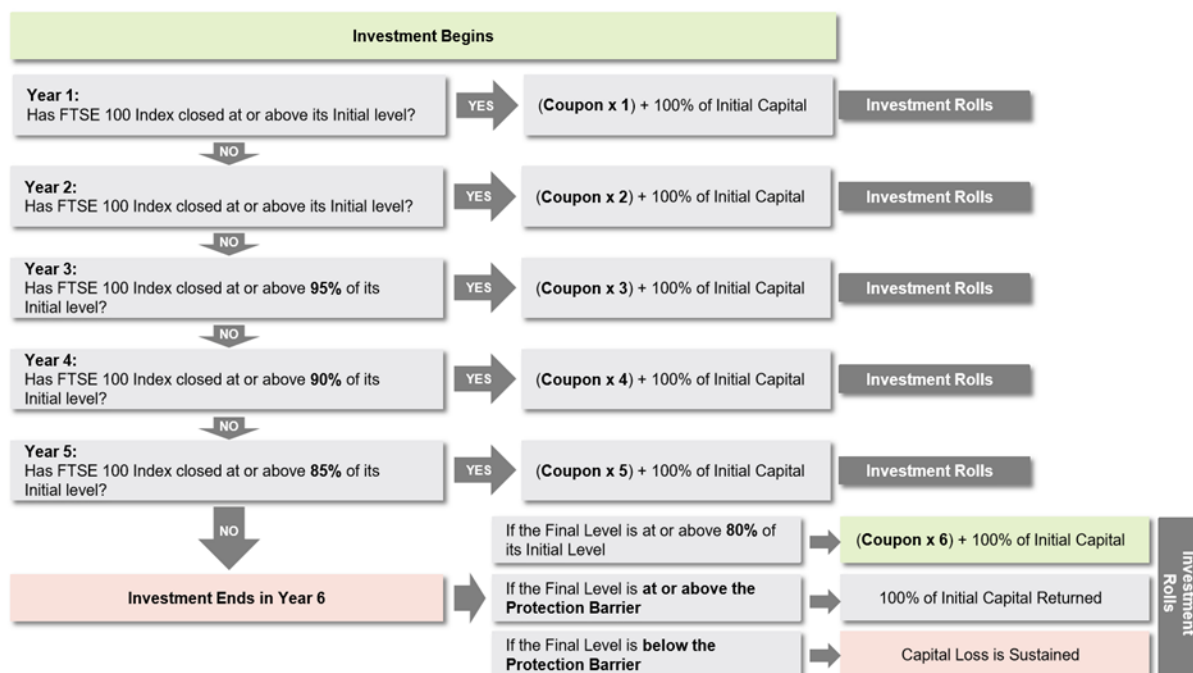 Investment Begins
Year 1:
Has FTSE 100 Index closed at or above its Initial level?
YES
(Coupon x 1) + 100% of Initial Capital
Investment Rolls
NO
Year 2:
Has FTSE 100 Index closed at or above its Initial level?
YES
(Coupon x 2) + 100% of Initial Capital
Investment Rolls
NO
Year 3:
Has FTSE 100 Index closed at or above 95% of its
Initial level?
YES
(Coupon x 3) + 100% of Initial Capital
Investment Rolls
NO
Year 4:
Has FTSE 100 Index closed at or above 90% of its
Initial level?
YES
(Coupon x 4) + 100% of Initial Capital
Investment Rolls
NO
Year 5:
Has FTSE 100 Index closed at or above 85% of its
Initial level?
YES
(Coupon x 5) + 100% of Initial Capital
Investment Rolls
NO
Investment Ends in Year 6
If the Final Level is at or above 80% of
its Initial Level
(Coupon x 6) + 100% of Initial Capital
If the Final Level is at or above the
Protection Barrier
100% of Initial Capital Returned
If the Final Level is below the
Protection Barrier
Capital Loss is Sustained
Investment
Rolls